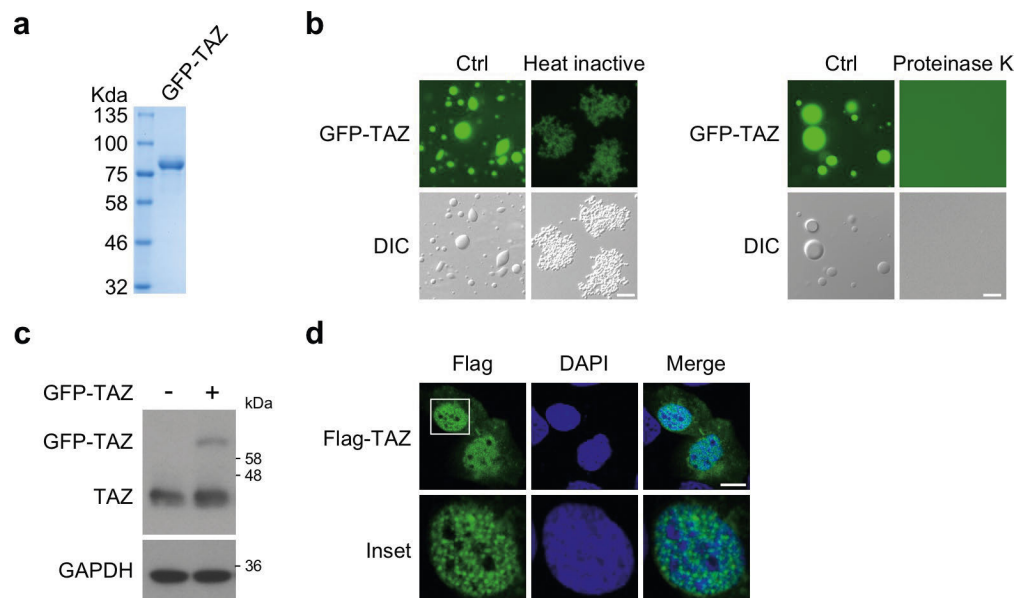 a
Kda
GFP-TAZ
135
100
75
58
46
32
b
Ctrl Heat inactive
GFP-TAZ
DIC
Ctrl Proteinase K
GFP-TAZ
DIC
c
GFP-TAZ - +
kDa
GFP-TAZ
58
48
TAZ
GAPDH
36
d
Flag DAPI Merge
Flag-TAZ
Inset